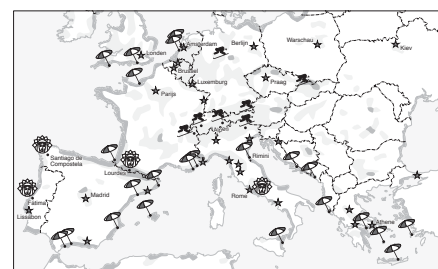 Warschau
Berlijn
Kiev
Amsterdam
Londen
Brussel
Praag
Luxemburg
Parijs
Rimini
Santiago de
Compostela
Lourdes
Rome
Madrid
Fatima
Lissabon
Athene